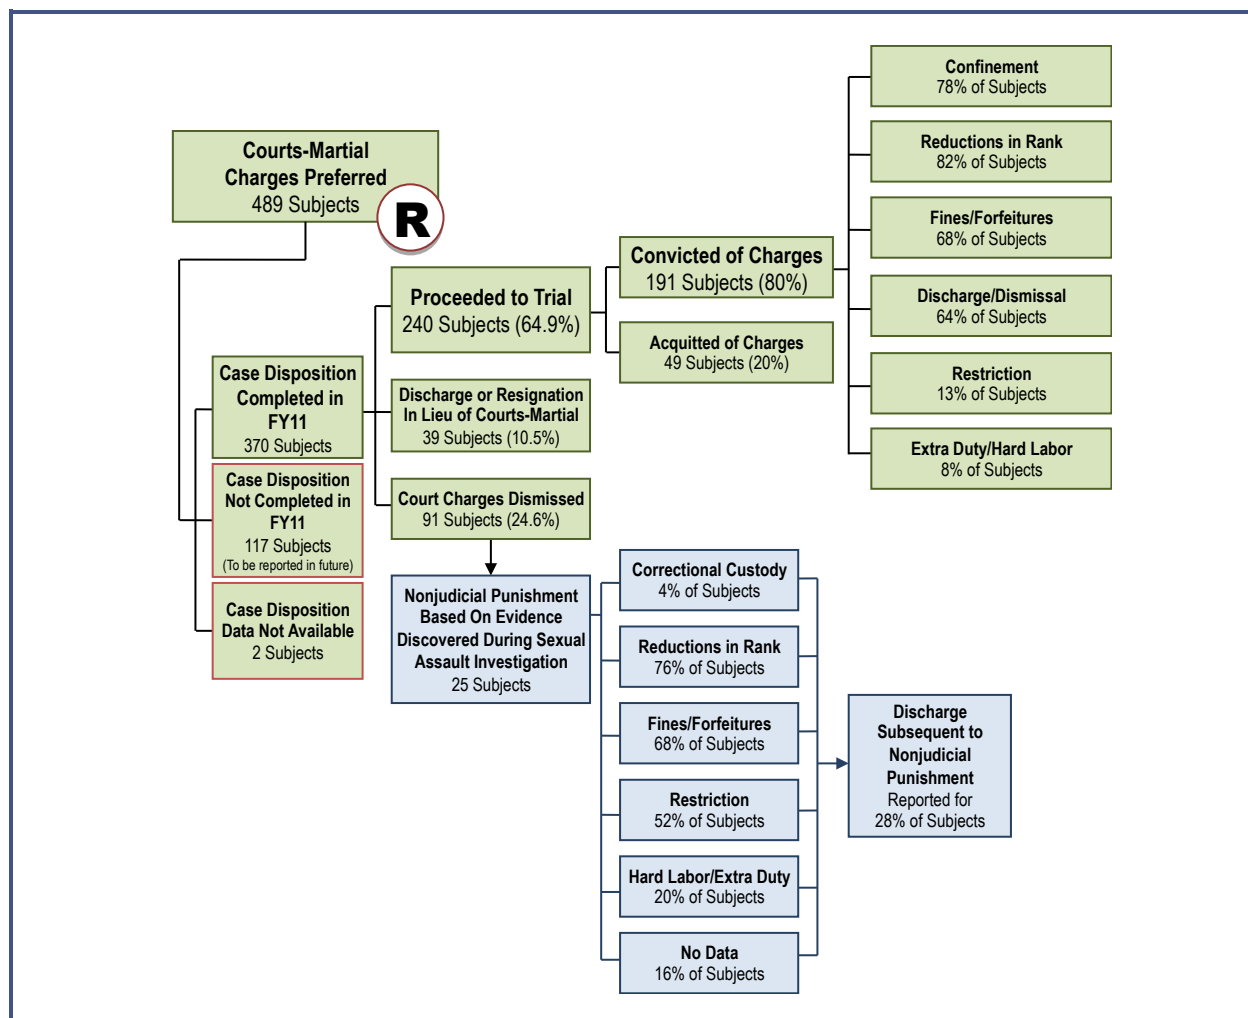 Courts-Martial
Charges Preferred
489 Subjects
R
Case Disposition
Completed in
FY11
370 Subjects
Case Disposition
Not Completed in
FY11
117 Subjects
(To be reported in future)
Case Disposition
Data Not Available
2 Subjects
Proceeded to Trial
240 Subjects (64.9%)
Discharge or Resignation
In Lieu of Courts-Martial
39 Subjects (10.5%)
Court Charges Dismissed
91 Subjects (24.6%)
Nonjudicial Punishment
Based On Evidence
Discovered During Sexual
Assault Investigation
25 Subjects
Convicted of Charges
191 Subjects (80%)
Acquitted of Charges
49 Subjects (20%)
Confinement
78% of Subjects
Reductions in Rank
82% of Subjects
Fines/Forfeitures
68% of Subjects
Discharge/Dismissal
64% of Subjects
Restriction
13% of Subjects
Extra Duty/Hard Labor
8% of Subjects
Correctional Custody
4% of Subjects
Reductions in Rank
76% of Subjects
Fines/Forfeitures
68% of Subjects
Restriction
52% of Subjects
Hard Labor/Extra Duty
20% of Subjects
No Data
16% of Subjects
Discharge
Subsequent to
Nonjudicial
Punishment
Reported for
28% of Subjects